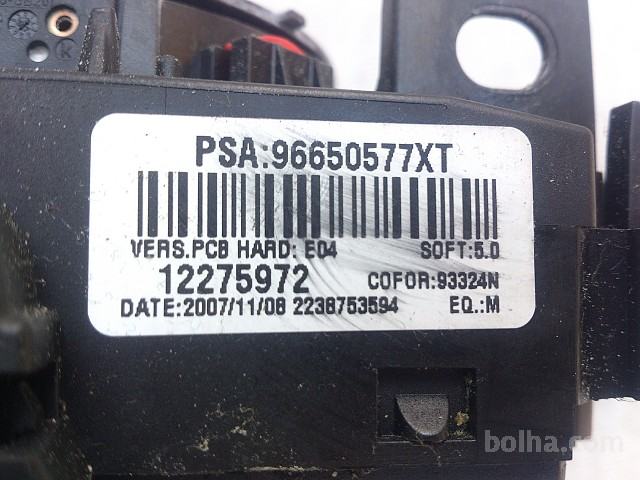 PSA:96650577XT
VERS.PCB HARD: E04 SOFT:5.0
12275972 COFOR:93324N
DATE:2007/11/08 2238753594 EQ.:M
K
bolha.com